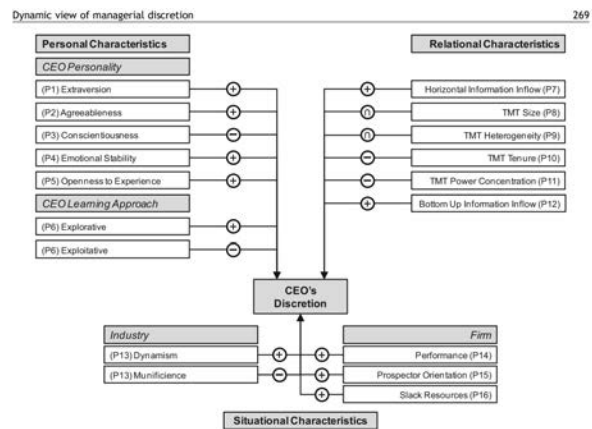 Dynamic view of managerial discretion 269
Personal Characteristics
CEO Personality
(P1) Extraversion +
(P2) Agreeableness +
(P3) Conscientiousness −
(P4) Emotional Stability +
(P5) Openness to Experience +
CEO Learning Approach
(P6) Explorative +
(P6) Exploitative −
Relational Characteristics
+ Horizontal Information Inflow (P7)
∩ TMT Size (P8)
∩ TMT Heterogeneity (P9)
− TMT Tenure (P10)
− TMT Power Concentration (P11)
+ Bottom Up Information Inflow (P12)
CEO's
Discretion
Industry
(P13) Dynamism +
(P13) Munificience −
Firm
+ Performance (P14)
+ Prospector Orientation (P15)
+ Slack Resources (P16)
Situational Characteristics